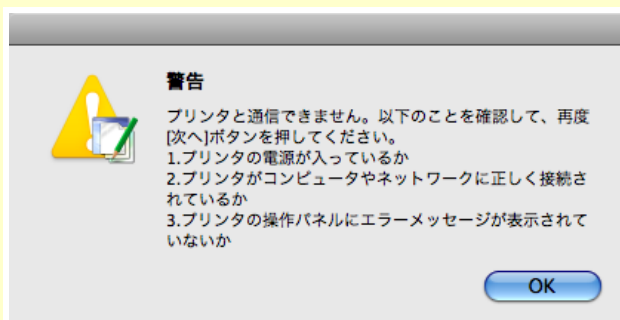 警告
プリンタと通信できません。以下のことを確認して、再度
[次へ]ボタンを押してください。
1.プリンタの電源が入っているか
2.プリンタがコンピュータやネットワークに正しく接続さ
れているか
3.プリンタの操作パネルにエラーメッセージが表示されて
いないか
OK